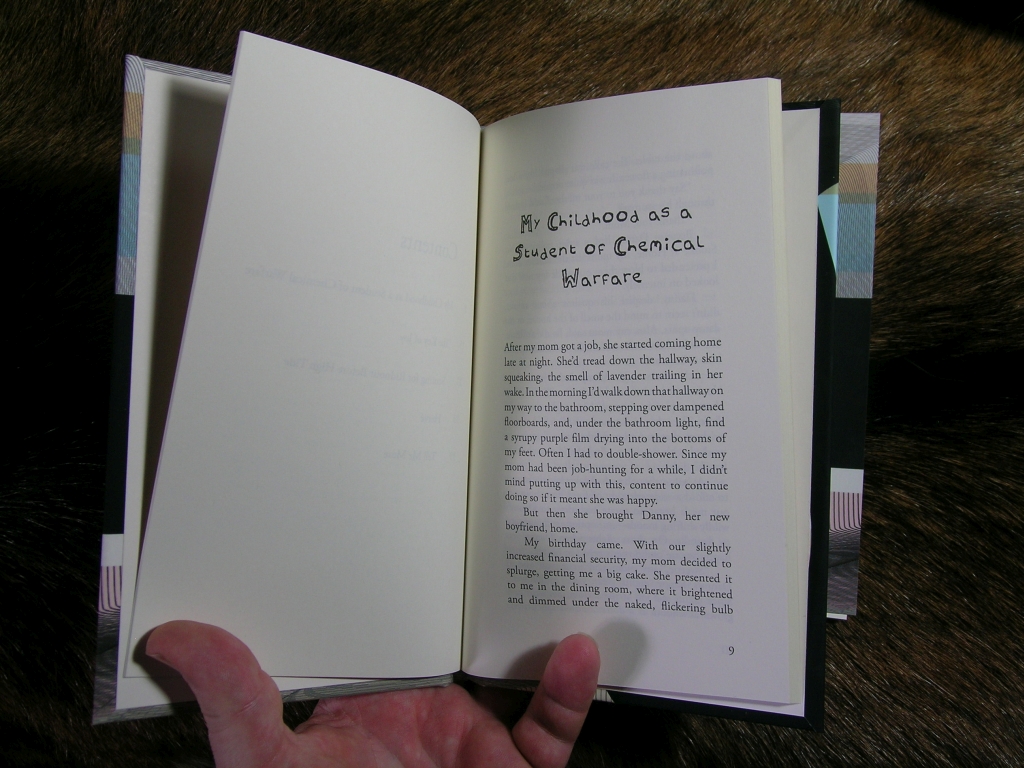 My Childhood as a
Student of Chemical
Warfare
After my mom got a job, she started coming home
late at night. She'd tread down the hallway, skin
squeaking, the smell of lavender trailing in her
wake. In the morning I'd walk down that hallway on
my way to the bathroom, stepping over dampened
floorboards, and, under the bathroom light, find
a syrupy purple film drying into the bottoms of
my feet. Often I had to double-shower. Since my
mom had been job-hunting for a while, I didn't
mind putting up with this, content to continue
doing so if it meant she was happy.
But then she brought Danny, her new
boyfriend, home.
My birthday came. With our slightly
increased financial security, my mom decided to
splurge, getting me a big cake. She presented it
to me in the dining room, where it brightened
and dimmed under the naked, flickering bulb
9